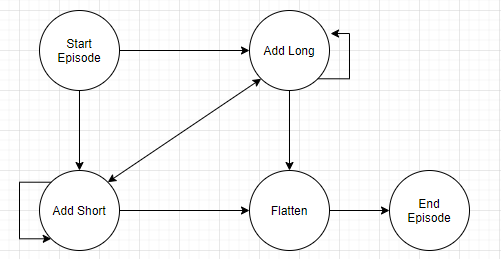 Start
Episode
Add Long
Add Short
Flatten
End
Episode